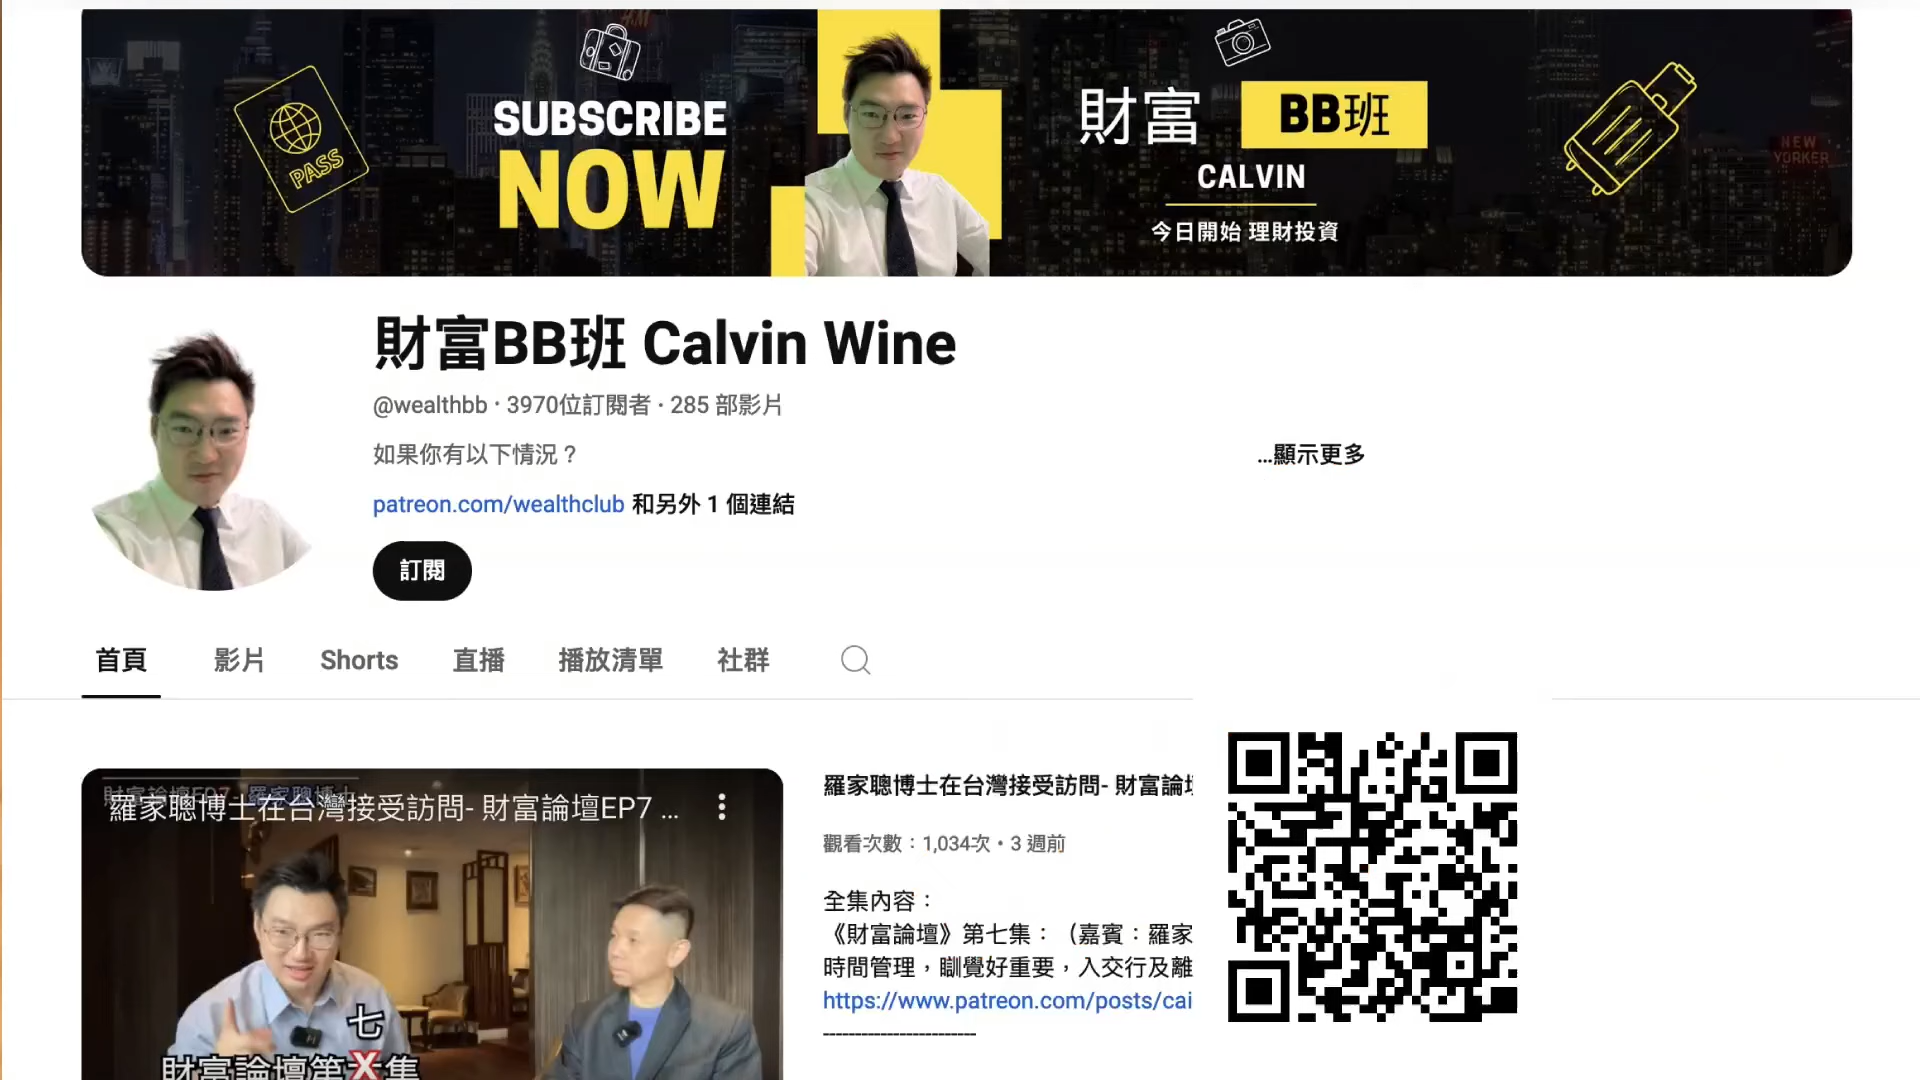 SUBSCRIBE
NOW
PASS
財富 BB班
CALVIN
今日開始 理財投資
NEW
YORKER
財富BB班 Calvin Wine
@wealthbb · 3970位訂閱者 · 285 部影片
如果你有以下情況？
...顯示更多
patreon.com/wealthclub 和另外 1 個連結
訂閱
首頁 影片 Shorts 直播 播放清單 社群
羅家聰博士在台灣接受訪問- 財富論壇EP7 ...
七
財富論壇第 集
羅家聰博士在台灣接受訪問- 財富論壇
觀看次數：1,034次・3 週前
全集內容：
《財富論壇》第七集：（嘉賓：羅家
時間管理，瞓覺好重要，入交行及離
https://www.patreon.com/posts/cai
------------------------